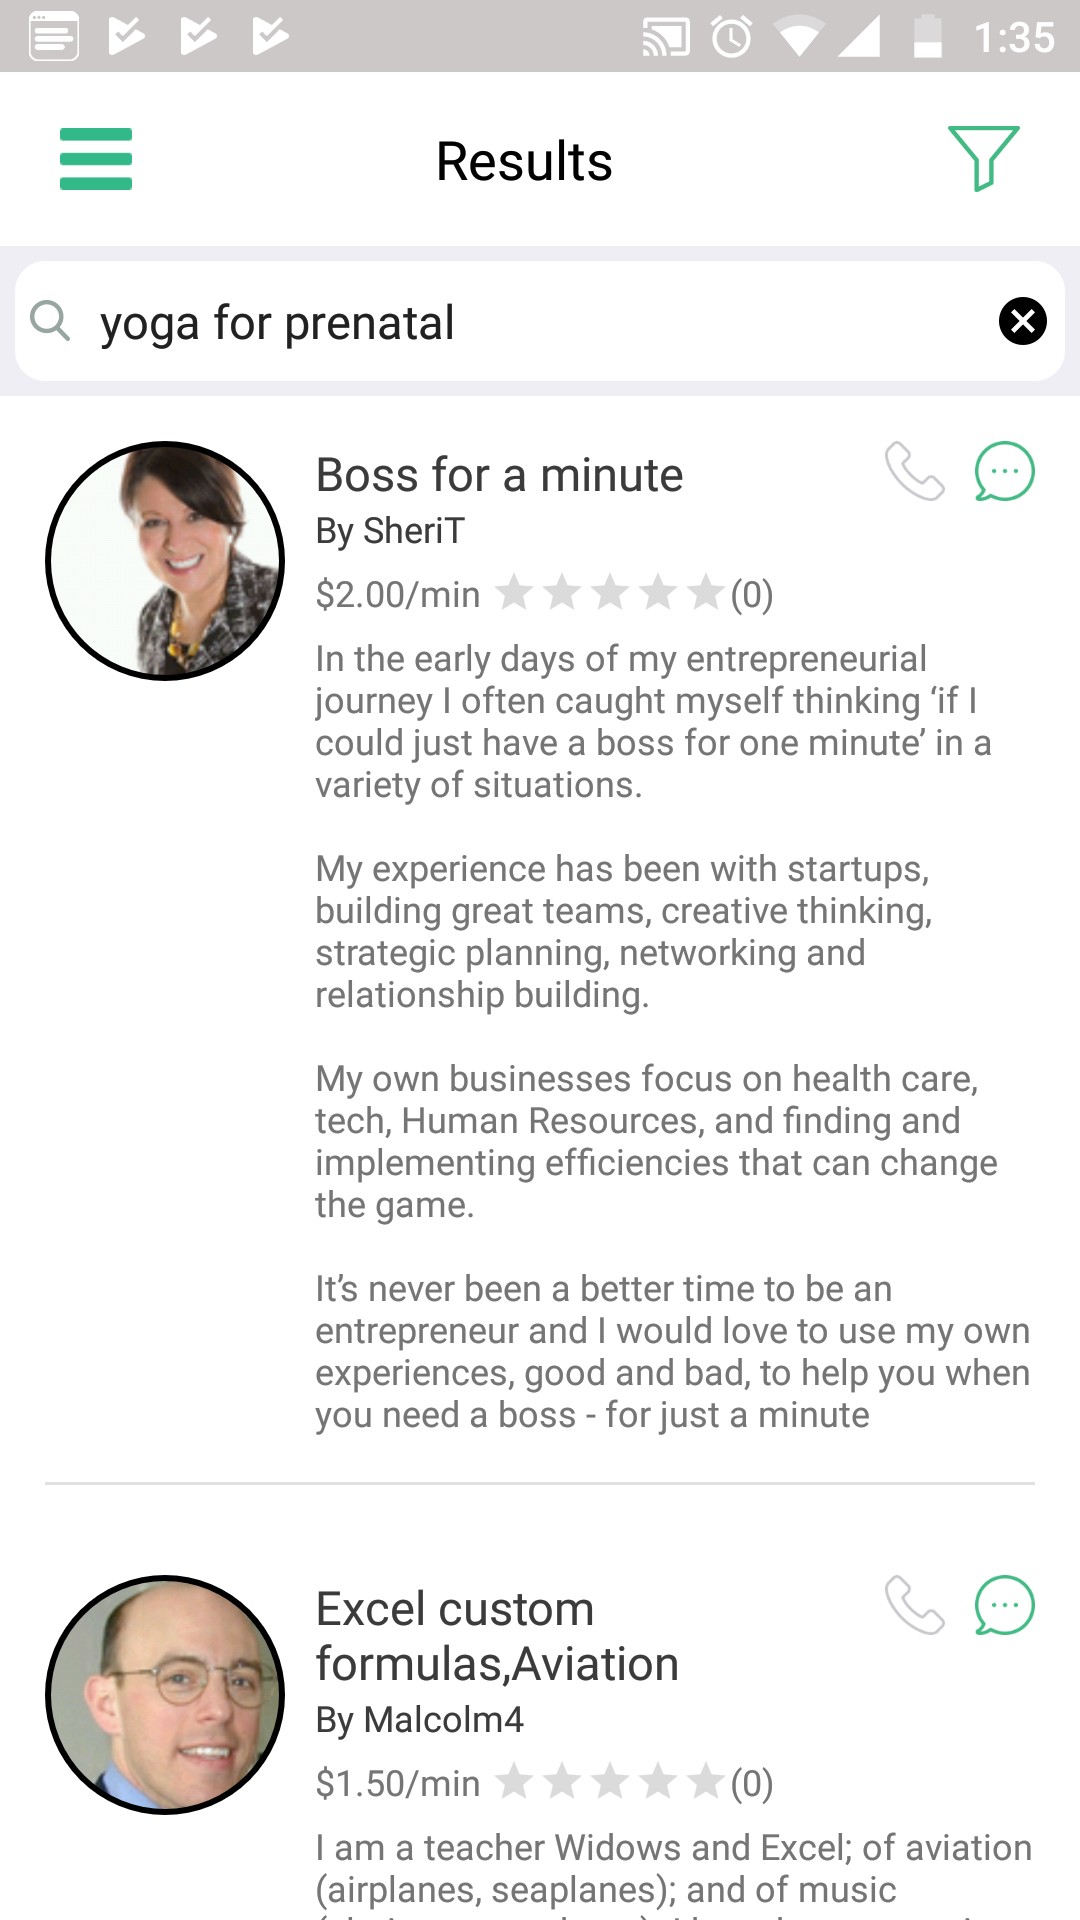 1:35
Results
yoga for prenatal
Boss for a minute
By SheriT
$2.00/min (0)
In the early days of my entrepreneurial
journey I often caught myself thinking ‘if I
could just have a boss for one minute’ in a
variety of situations.
My experience has been with startups,
building great teams, creative thinking,
strategic planning, networking and
relationship building.
My own businesses focus on health care,
tech, Human Resources, and finding and
implementing efficiencies that can change
the game.
It’s never been a better time to be an
entrepreneur and I would love to use my own
experiences, good and bad, to help you when
you need a boss - for just a minute
Excel custom
formulas,Aviation
By Malcolm4
$1.50/min (0)
I am a teacher Widows and Excel; of aviation
(airplanes, seaplanes); and of music